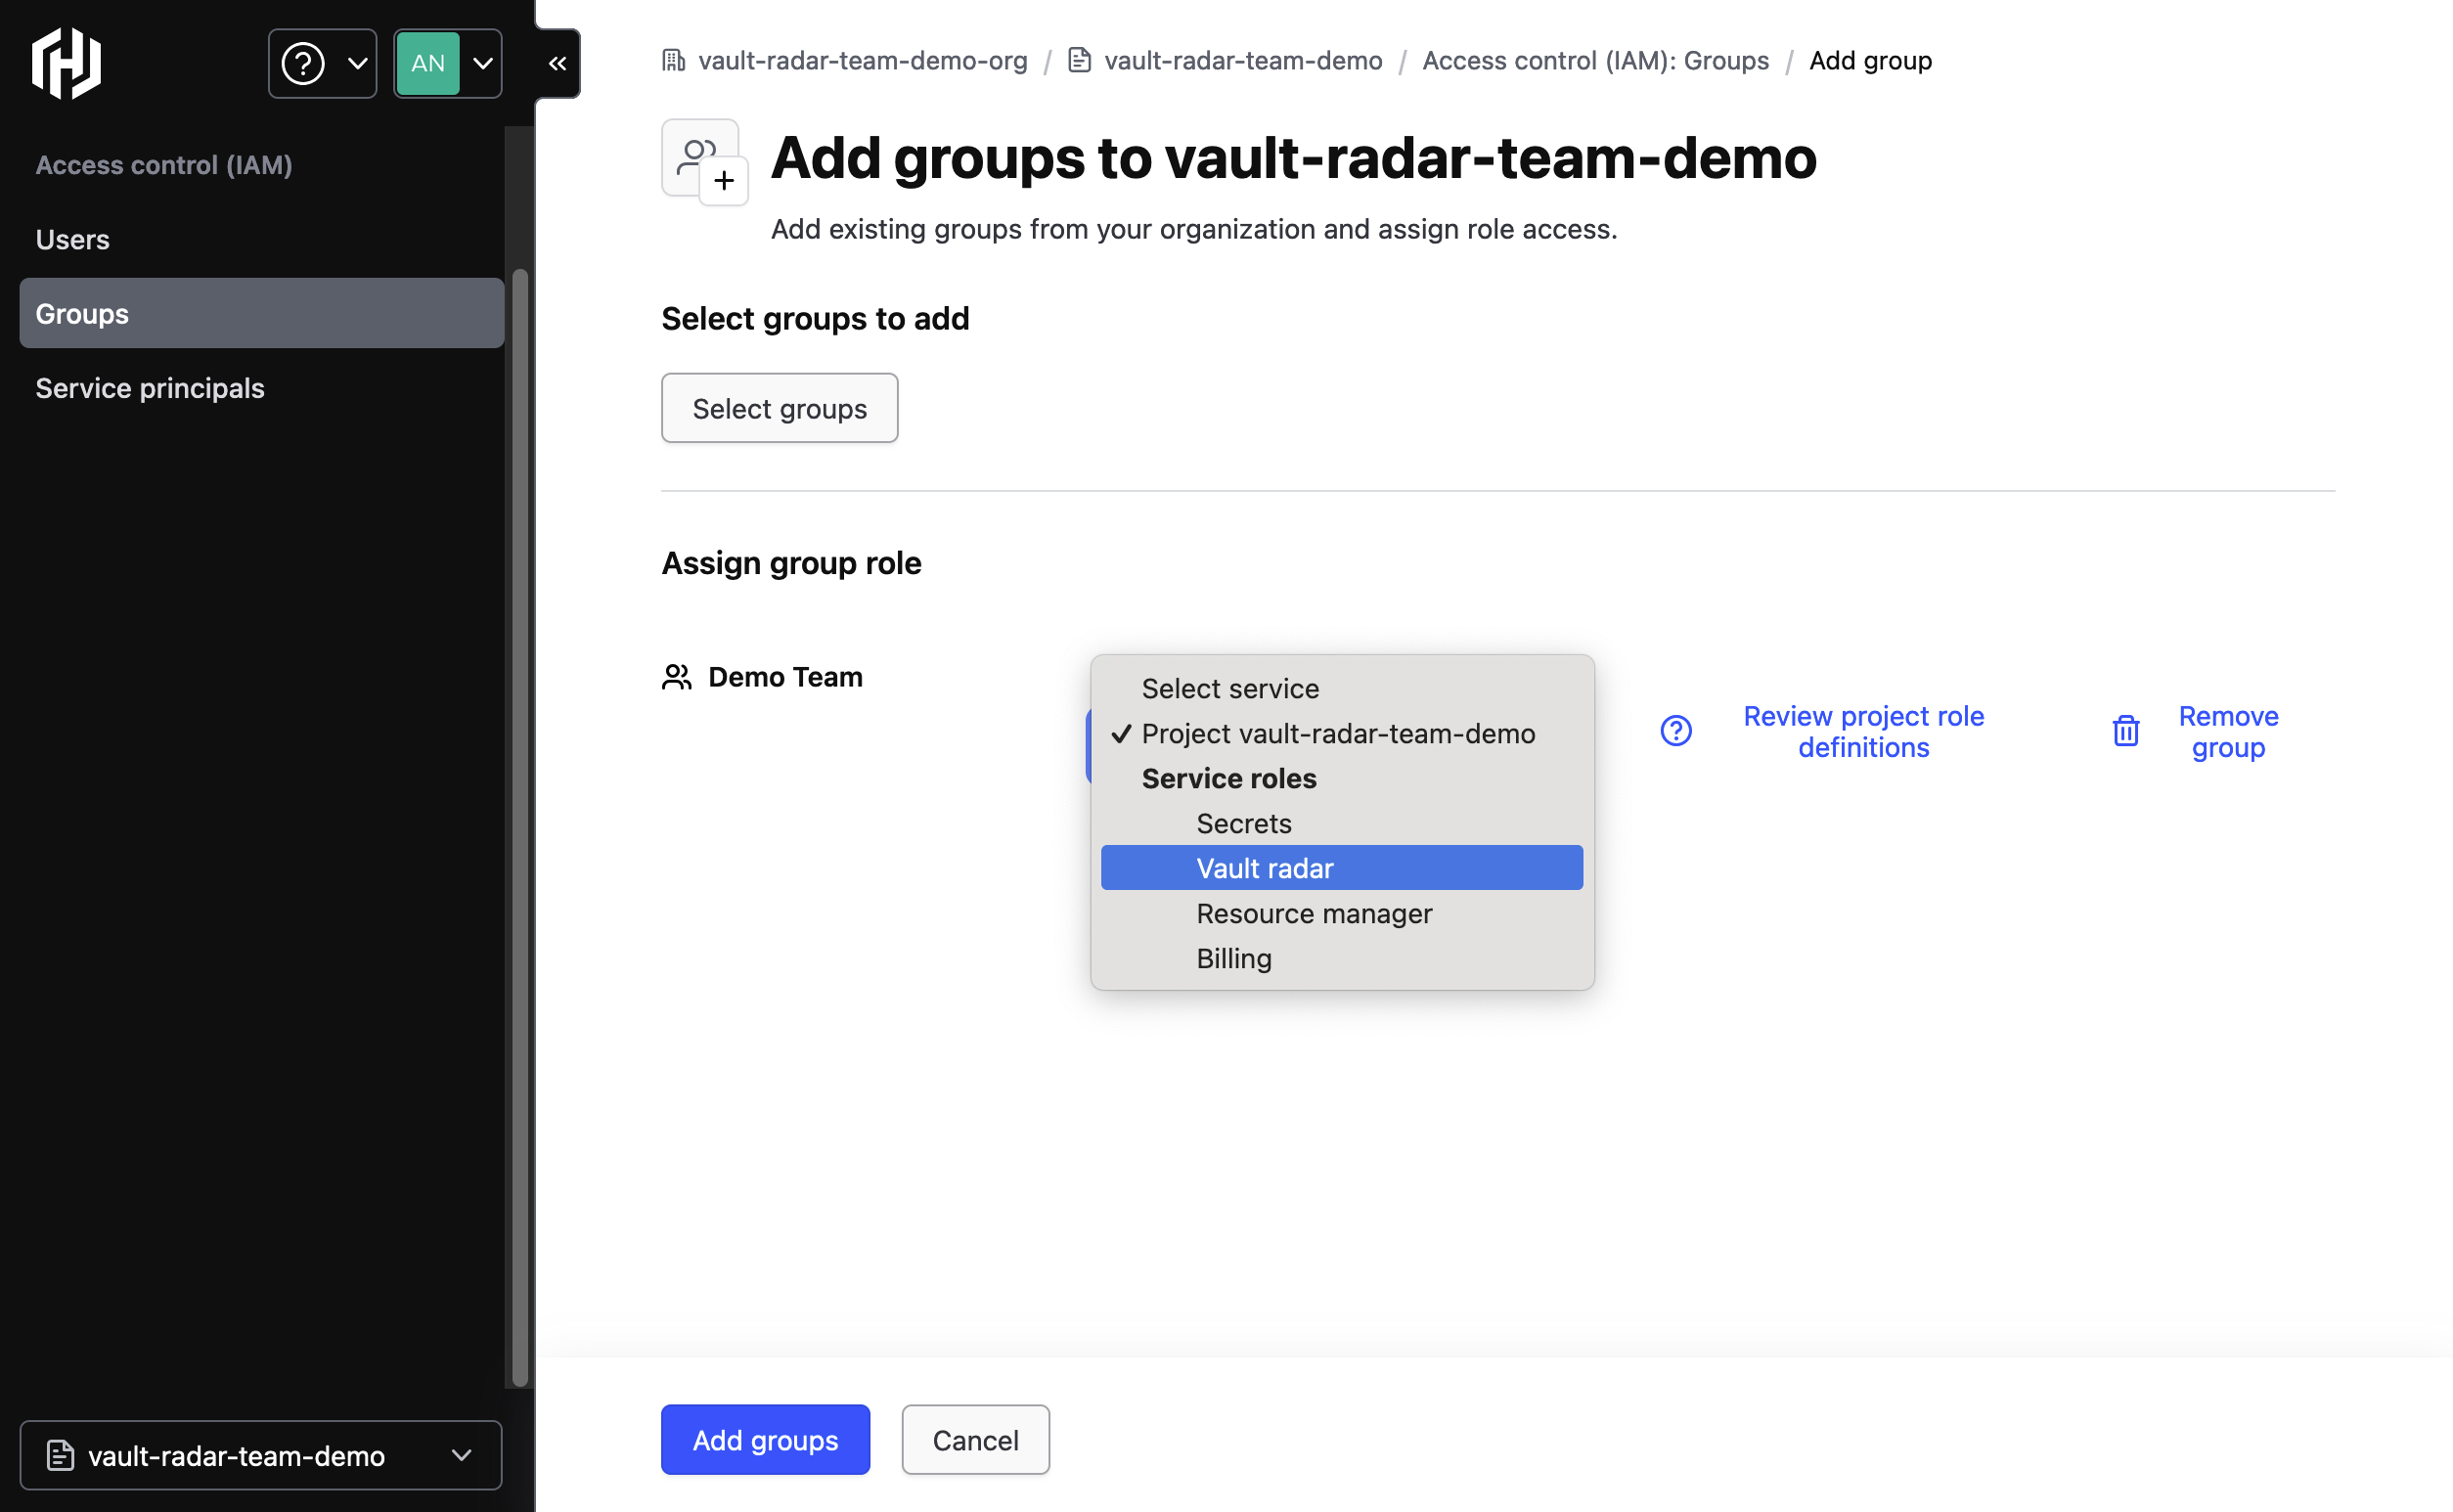 AN
Access control (IAM)
Users
Groups
Service principals
vault-radar-team-demo
vault-radar-team-demo-org / vault-radar-team-demo / Access control (IAM): Groups / Add group
Add groups to vault-radar-team-demo
Add existing groups from your organization and assign role access.
Select groups to add
Select groups
Assign group role
Demo Team
Select service
✓ Project vault-radar-team-demo
Service roles
Secrets
Vault radar
Resource manager
Billing
Review project role
definitions
Remove
group
Add groups
Cancel